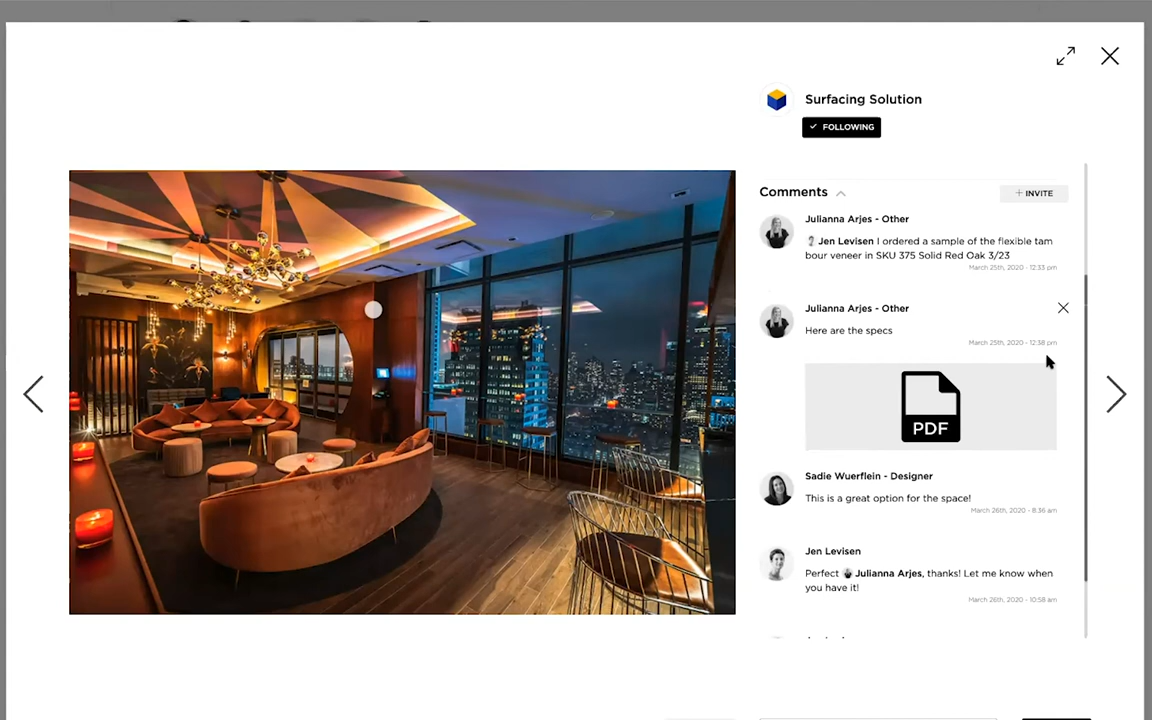 Surfacing Solution
FOLLOWING
Comments
+ INVITE
Julianna Arjes - Other
Jen Levisen I ordered a sample of the flexible tam
bour veneer in SKU 375 Solid Red Oak 3/23
March 25th, 2020 - 12:33 pm
Julianna Arjes - Other
Here are the specs
March 25th, 2020 - 12:38 pm
PDF
Sadie Wuerflein - Designer
This is a great option for the space!
March 26th, 2020 - 8:36 am
Jen Levisen
Perfect Julianna Arjes, thanks! Let me know when
you have it!
March 26th, 2020 - 10:58 am